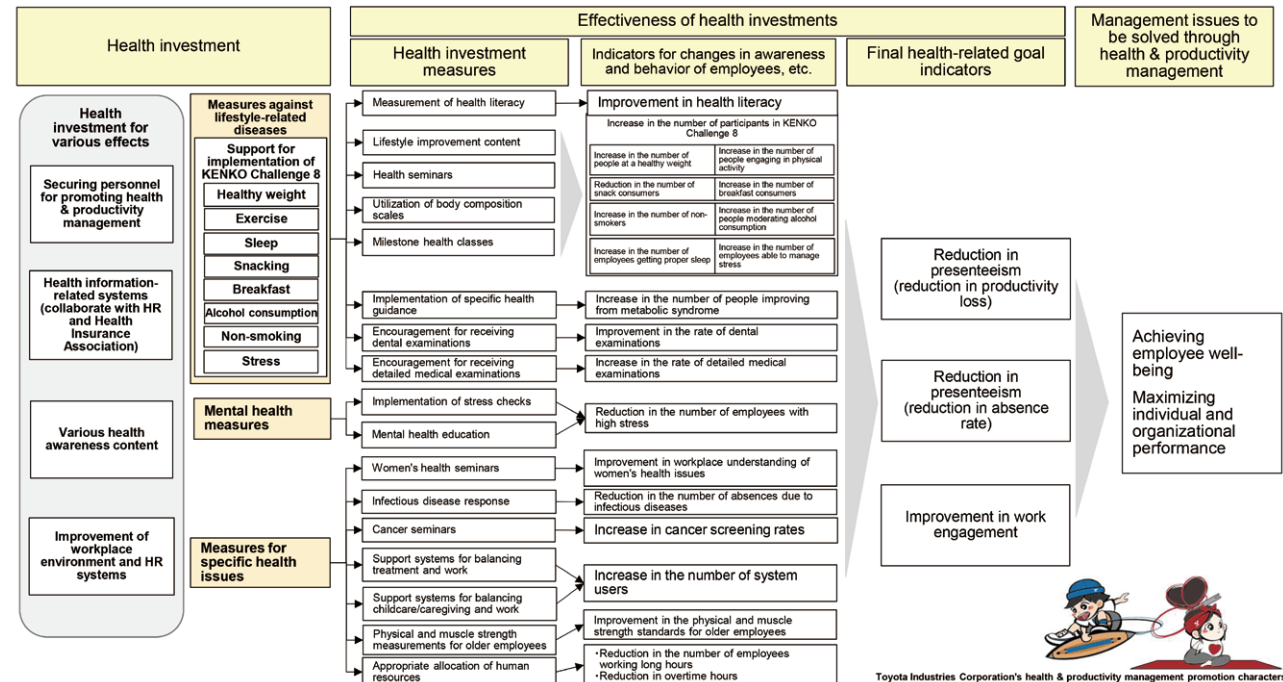 Health investment
Effectiveness of health investments
Management issues to
be solved through
health & productivity
management
Health investment
measures
Indicators for changes in awareness
and behavior of employees, etc.
Final health-related goal
indicators
Health
investment for
various effects
Securing personnel
for promoting health
& productivity
management
Health information-
related systems
(collaborate with HR
and Health
Insurance
Association)
Various health
awareness content
Improvement of
workplace
environment and HR
systems
Measures against
lifestyle-related
diseases
Support for
implementation of
KENKO Challenge 8
Healthy weight
Exercise
Sleep
Snacking
Breakfast
Alcohol consumption
Non-smoking
Stress
Mental health
measures
Measures for
specific health
issues
Measurement of health literacy
Lifestyle improvement content
Health seminars
Utilization of body composition
scales
Milestone health classes
Implementation of specific health
guidance
Encouragement for receiving
dental examinations
Encouragement for receiving
detailed medical examinations
Implementation of stress checks
Mental health education
Women's health seminars
Infectious disease response
Cancer seminars
Support systems for balancing
treatment and work
Support systems for balancing
childcare/caregiving and work
Physical and muscle strength
measurements for older employees
Appropriate allocation of human
resources
Improvement in health literacy
Increase in the number of participants in KENKO
Challenge 8
Increase in the number of
people at a healthy weight
Increase in the number of
people engaging in physical
activity
Reduction in the number of
snack consumers
Increase in the number of
breakfast consumers
Increase in the number of non-
smokers
Increase in the number of
people moderating alcohol
consumption
Increase in the number of
employees getting proper sleep
Increase in the number of
employees able to manage
stress
Increase in the number of people improving
from metabolic syndrome
Improvement in the rate of dental
examinations
Increase in the rate of detailed medical
examinations
Reduction in the number of employees with
high stress
Improvement in workplace understanding of
women's health issues
Reduction in the number of absences due to
infectious diseases
Increase in cancer screening rates
Increase in the number of system
users
Improvement in the physical and muscle
strength standards for older employees
・Reduction in the number of employees
working long hours
・Reduction in overtime hours
Reduction in
presenteeism
(reduction in productivity
loss)
Reduction in
presenteeism
(reduction in absence
rate)
Improvement in work
engagement
Achieving
employee well-
being
Maximizing
individual and
organizational
performance
Toyota Industries Corporation's health & productivity management promotion characters